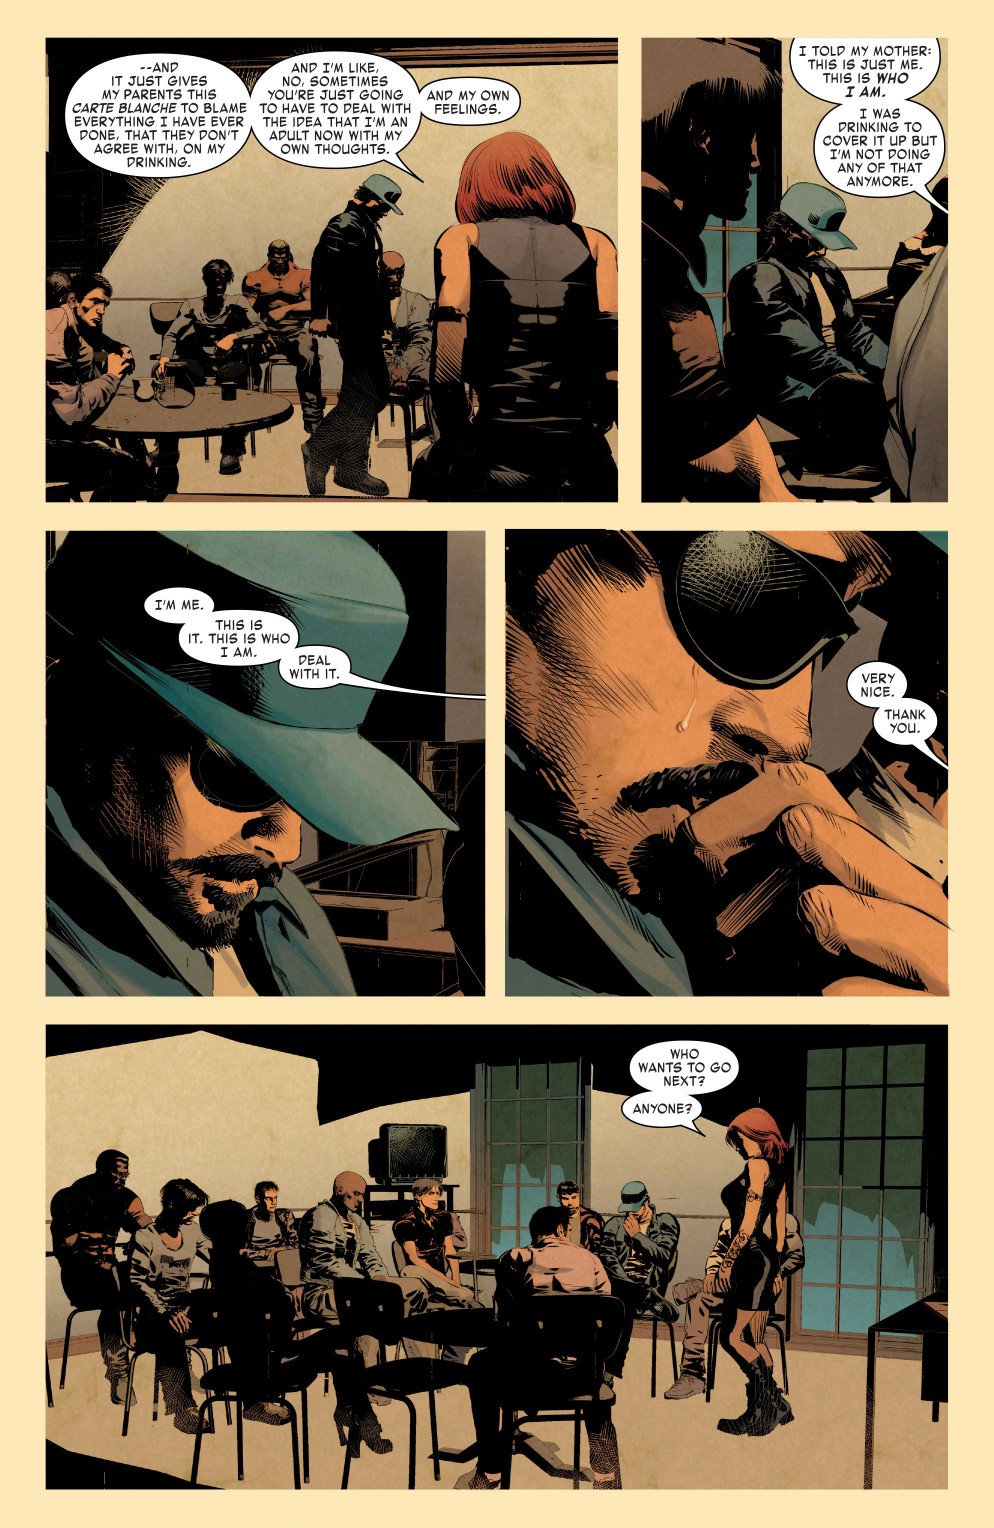 --AND
IT JUST GIVES
MY PARENTS THIS
CARTE BLANCHE TO BLAME
EVERYTHING I HAVE EVER
DONE, THAT THEY DON'T
AGREE WITH, ON MY
DRINKING.
AND I'M LIKE,
NO, SOMETIMES
YOU'RE JUST GOING
TO HAVE TO DEAL WITH
THE IDEA THAT I'M AN
ADULT NOW WITH MY
OWN THOUGHTS.
AND MY OWN
FEELINGS.
I TOLD MY MOTHER:
THIS IS JUST ME.
THIS IS WHO
I AM.
I WAS
DRINKING TO
COVER IT UP BUT
I'M NOT DOING
ANY OF THAT
ANYMORE.
I'M ME.
THIS IS
IT. THIS IS WHO
I AM.
DEAL
WITH IT.
VERY
NICE.
THANK
YOU.
WHO
WANTS TO GO
NEXT?
ANYONE?